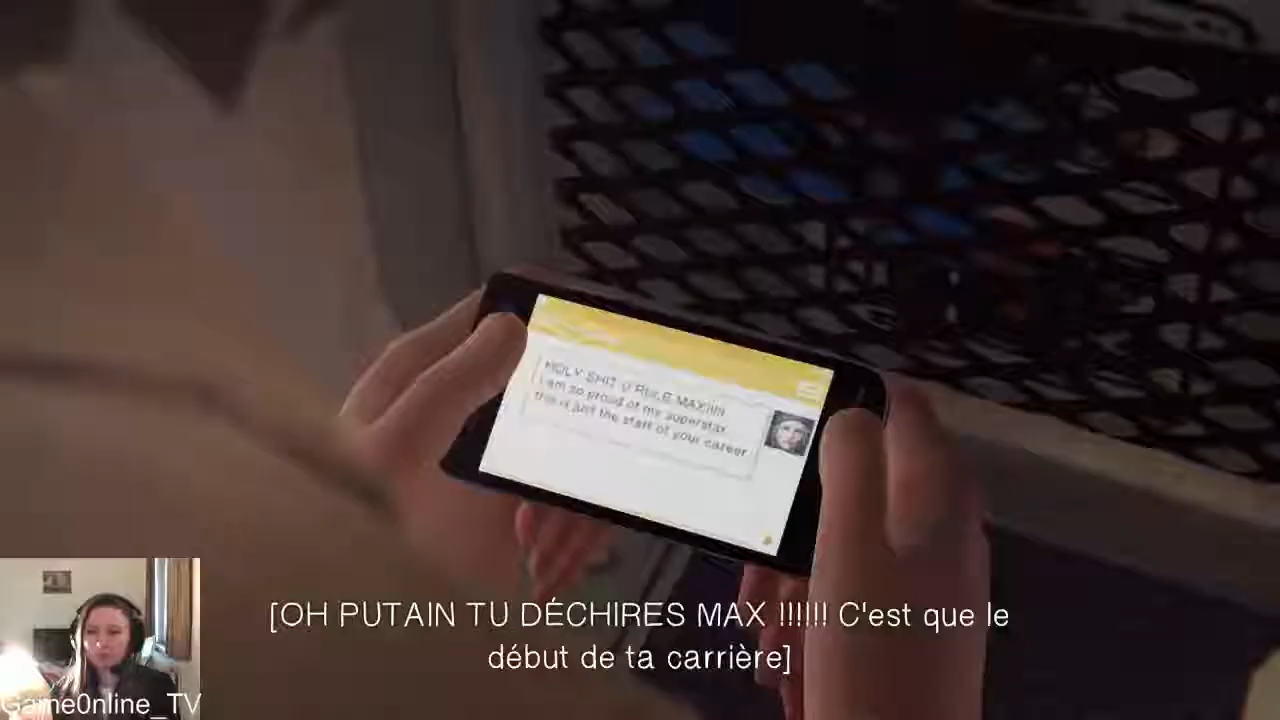 HOLY SHIT U RULE MAX!!!!!
I am so proud of my superstar
this is just the start of your career
[OH PUTAIN TU DÉCHIRES MAX !!!!!! C'est que le
début de ta carrière]
Game0nline_TV